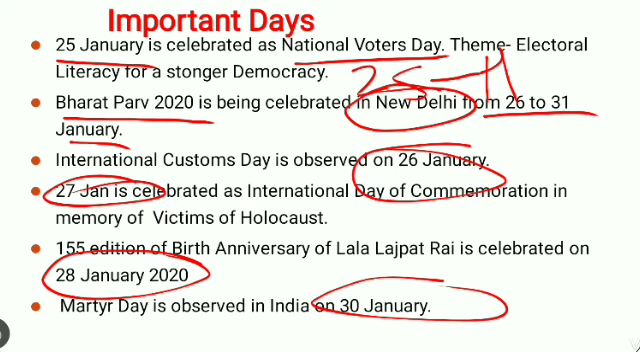 Important Days
25 January is celebrated as National Voters Day. Theme- Electoral
Literacy for a stonger Democracy.
25
Bharat Parv 2020 is being celebrated in New Delhi from 26 to 31
January.
International Customs Day is observed on 26 January.
27 Jan is celebrated as International Day of Commemoration in
memory of Victims of Holocaust.
155 edition of Birth Anniversary of Lala Lajpat Rai is celebrated on
28 January 2020
Martyr Day is observed in India on 30 January.